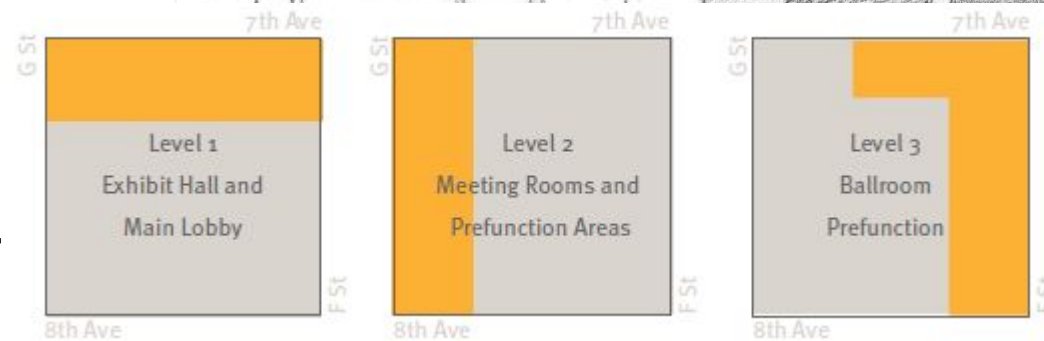 7th Ave
G St
Level 1
Exhibit Hall and
Main Lobby
F St
8th Ave
7th Ave
G St
Level 2
Meeting Rooms and
Prefunction Areas
F St
8th Ave
7th Ave
G St
Level 3
Ballroom
Prefunction
F St
8th Ave